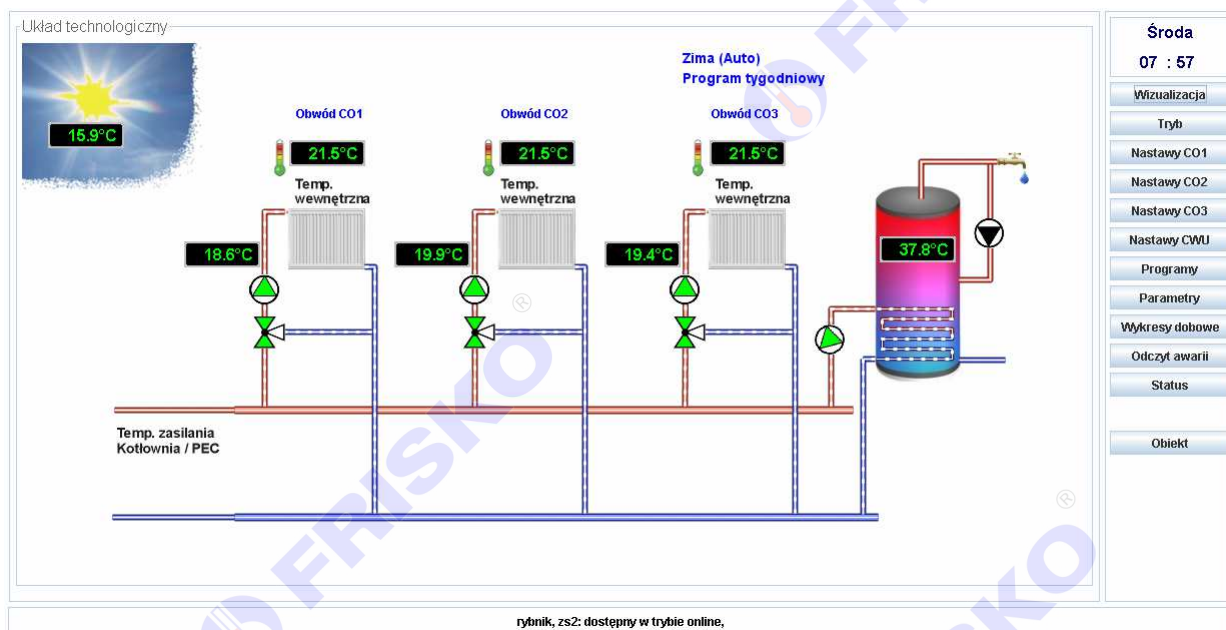 Układ technologiczny
Środa
07 : 57
Zima (Auto)
Program tygodniowy
15.9°C
Obwód CO1
Obwód CO2
Obwód CO3
21.5°C
21.5°C
21.5°C
Temp.
wewnętrzna
Temp.
wewnętrzna
Temp.
wewnętrzna
18.6°C
19.9°C
19.4°C
37.8°C
Temp. zasilania
Kotłownia / PEC
Wizualizacja
Tryb
Nastawy CO1
Nastawy CO2
Nastawy CO3
Nastawy CWU
Programy
Parametry
Wykresy dobowe
Odczyt awarii
Status
Obiekt
FRISKO ®
®
rybnik, zs2: dostępny w trybie online,